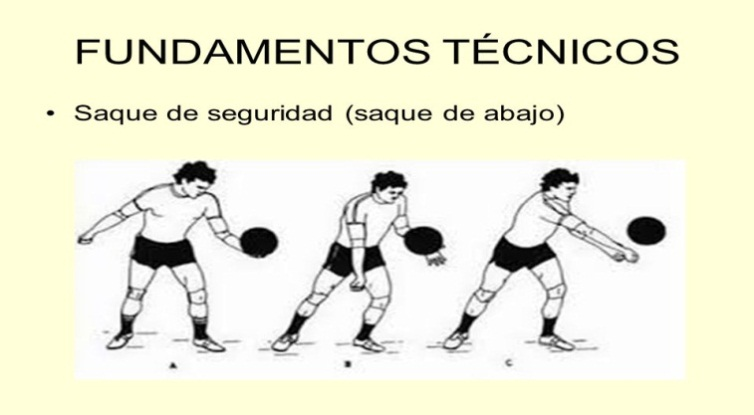 FUNDAMENTOS TÉCNICOS
• Saque de seguridad (saque de abajo)
A B C